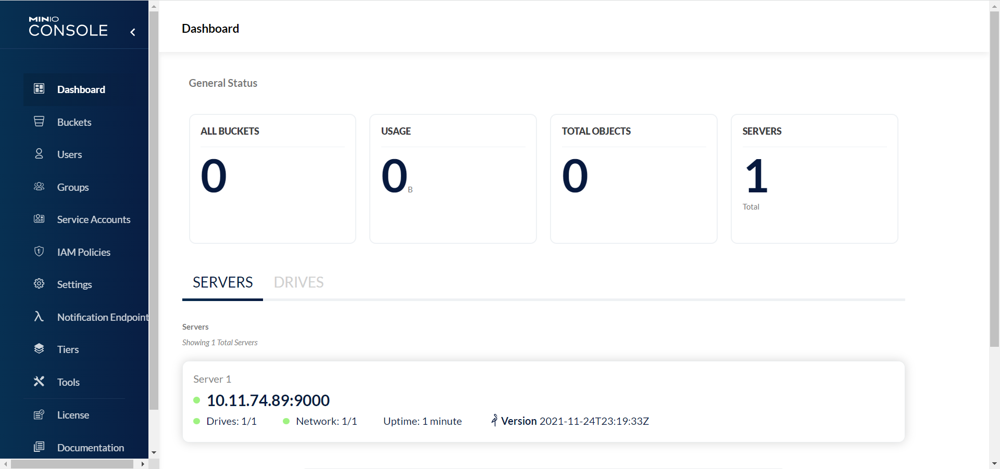 MINIO
CONSOLE
Dashboard
Buckets
Users
Groups
Service Accounts
IAM Policies
Settings
Notification Endpoint
Tiers
Tools
License
Documentation
Dashboard
General Status
ALL BUCKETS
0
USAGE
0 B
TOTAL OBJECTS
0
SERVERS
1
Total
SERVERS DRIVES
Servers
Showing 1 Total Servers
Server 1
10.11.74.89:9000
Drives: 1/1 Network: 1/1 Uptime: 1 minute Version 2021-11-24T23:19:33Z